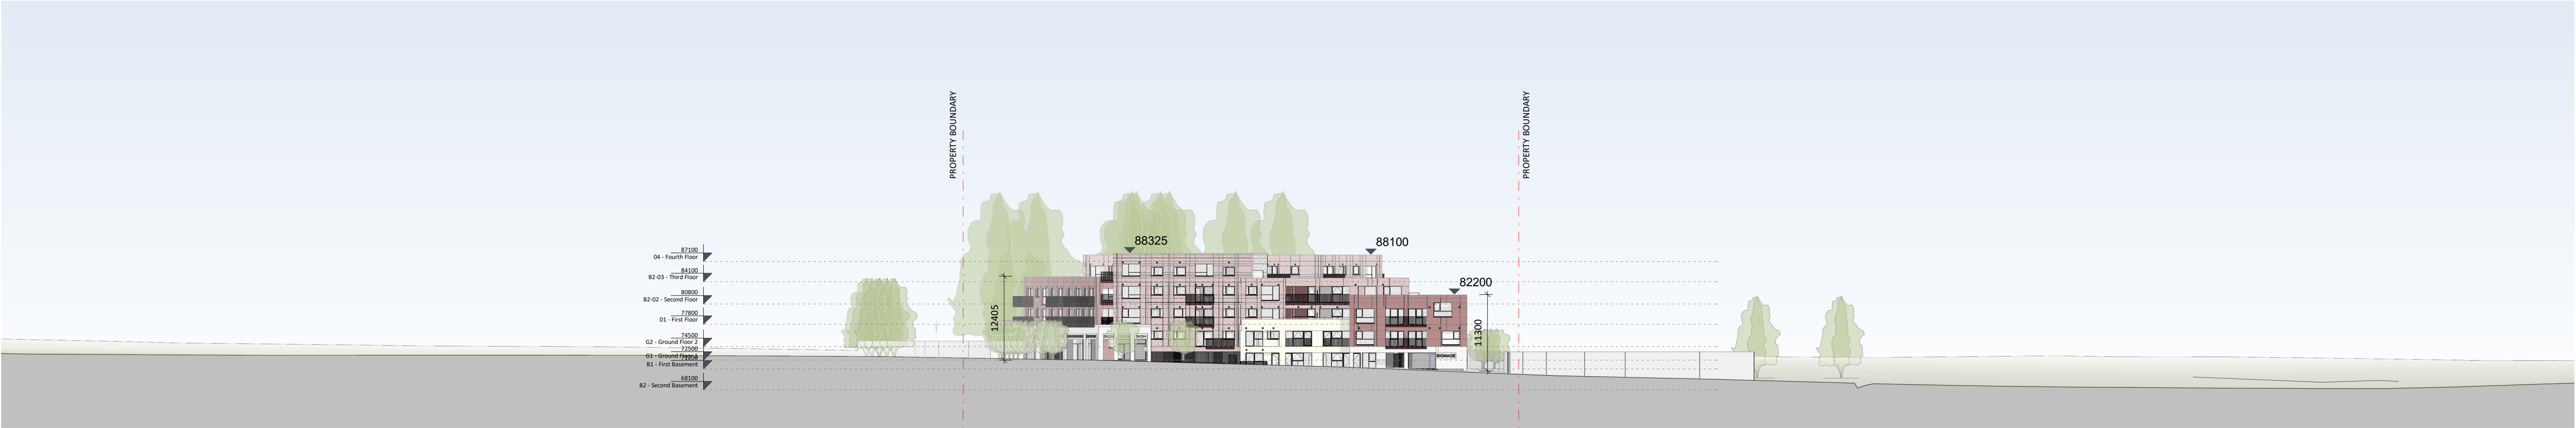 PROPERTY BOUNDARY
PROPERTY BOUNDARY
88325
88100
82200
12405
11300
87100
04 - Fourth Floor
84100
B2-03 - Third Floor
80800
B2-02 - Second Floor
77800
01 - First Floor
74500
G2 - Ground Floor 2
72500
G1 - Ground Floor
B1 - First Basement
68100
B2 - Second Basement
SIGNAGE